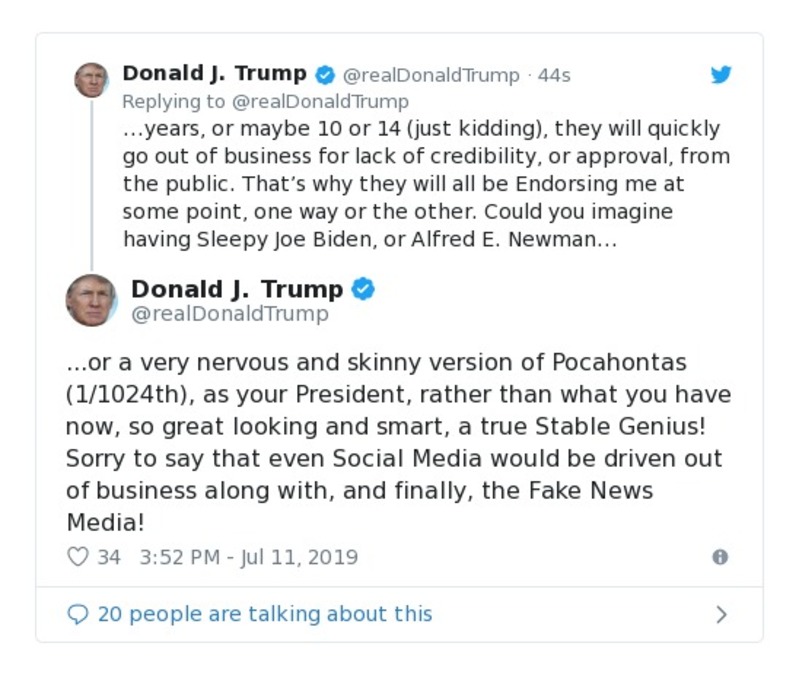 Donald J. Trump @realDonaldTrump · 44s
Replying to @realDonaldTrump
...years, or maybe 10 or 14 (just kidding), they will quickly
go out of business for lack of credibility, or approval, from
the public. That’s why they will all be Endorsing me at
some point, one way or the other. Could you imagine
having Sleepy Joe Biden, or Alfred E. Newman...
Donald J. Trump
@realDonaldTrump
...or a very nervous and skinny version of Pocahontas
(1/1024th), as your President, rather than what you have
now, so great looking and smart, a true Stable Genius!
Sorry to say that even Social Media would be driven out
of business along with, and finally, the Fake News
Media!
34 3:52 PM - Jul 11, 2019
20 people are talking about this